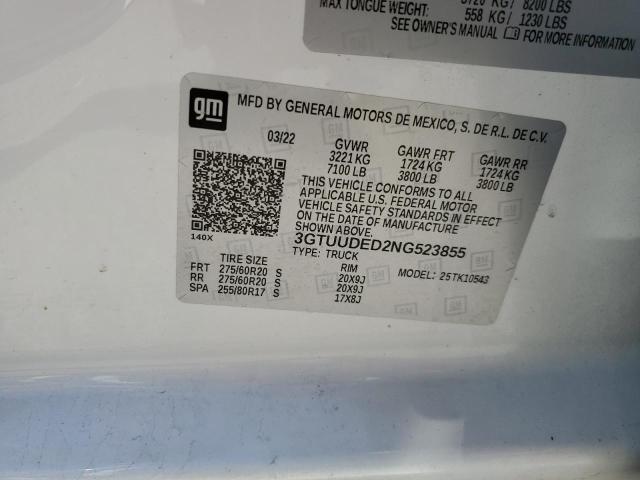 3720 KG/ 8200 LBS
MAX TONGUE WEIGHT: 558 KG/ 1230 LBS
SEE OWNER'S MANUAL FOR MORE INFORMATION
gm
MFD BY GENERAL MOTORS DE MEXICO, S. DE R.L. DE C.V.
03/22 GVWR GAWR FRT GAWR RR
3221 KG 1724 KG 1724 KG
7100 LB 3800 LB 3800 LB
THIS VEHICLE CONFORMS TO ALL
APPLICABLE U.S. FEDERAL MOTOR
VEHICLE SAFETY STANDARDS IN EFFECT
ON THE DATE OF MANUFACTURE
SHOWN ABOVE.
140X
3GTUUDED2NG523855
TYPE: TRUCK
MODEL: 25TK10543
TIRE SIZE RIM
FRT 275/60R20 S 20X9J
RR 275/60R20 S 20X9J
SPA 255/80R17 S 17X8J